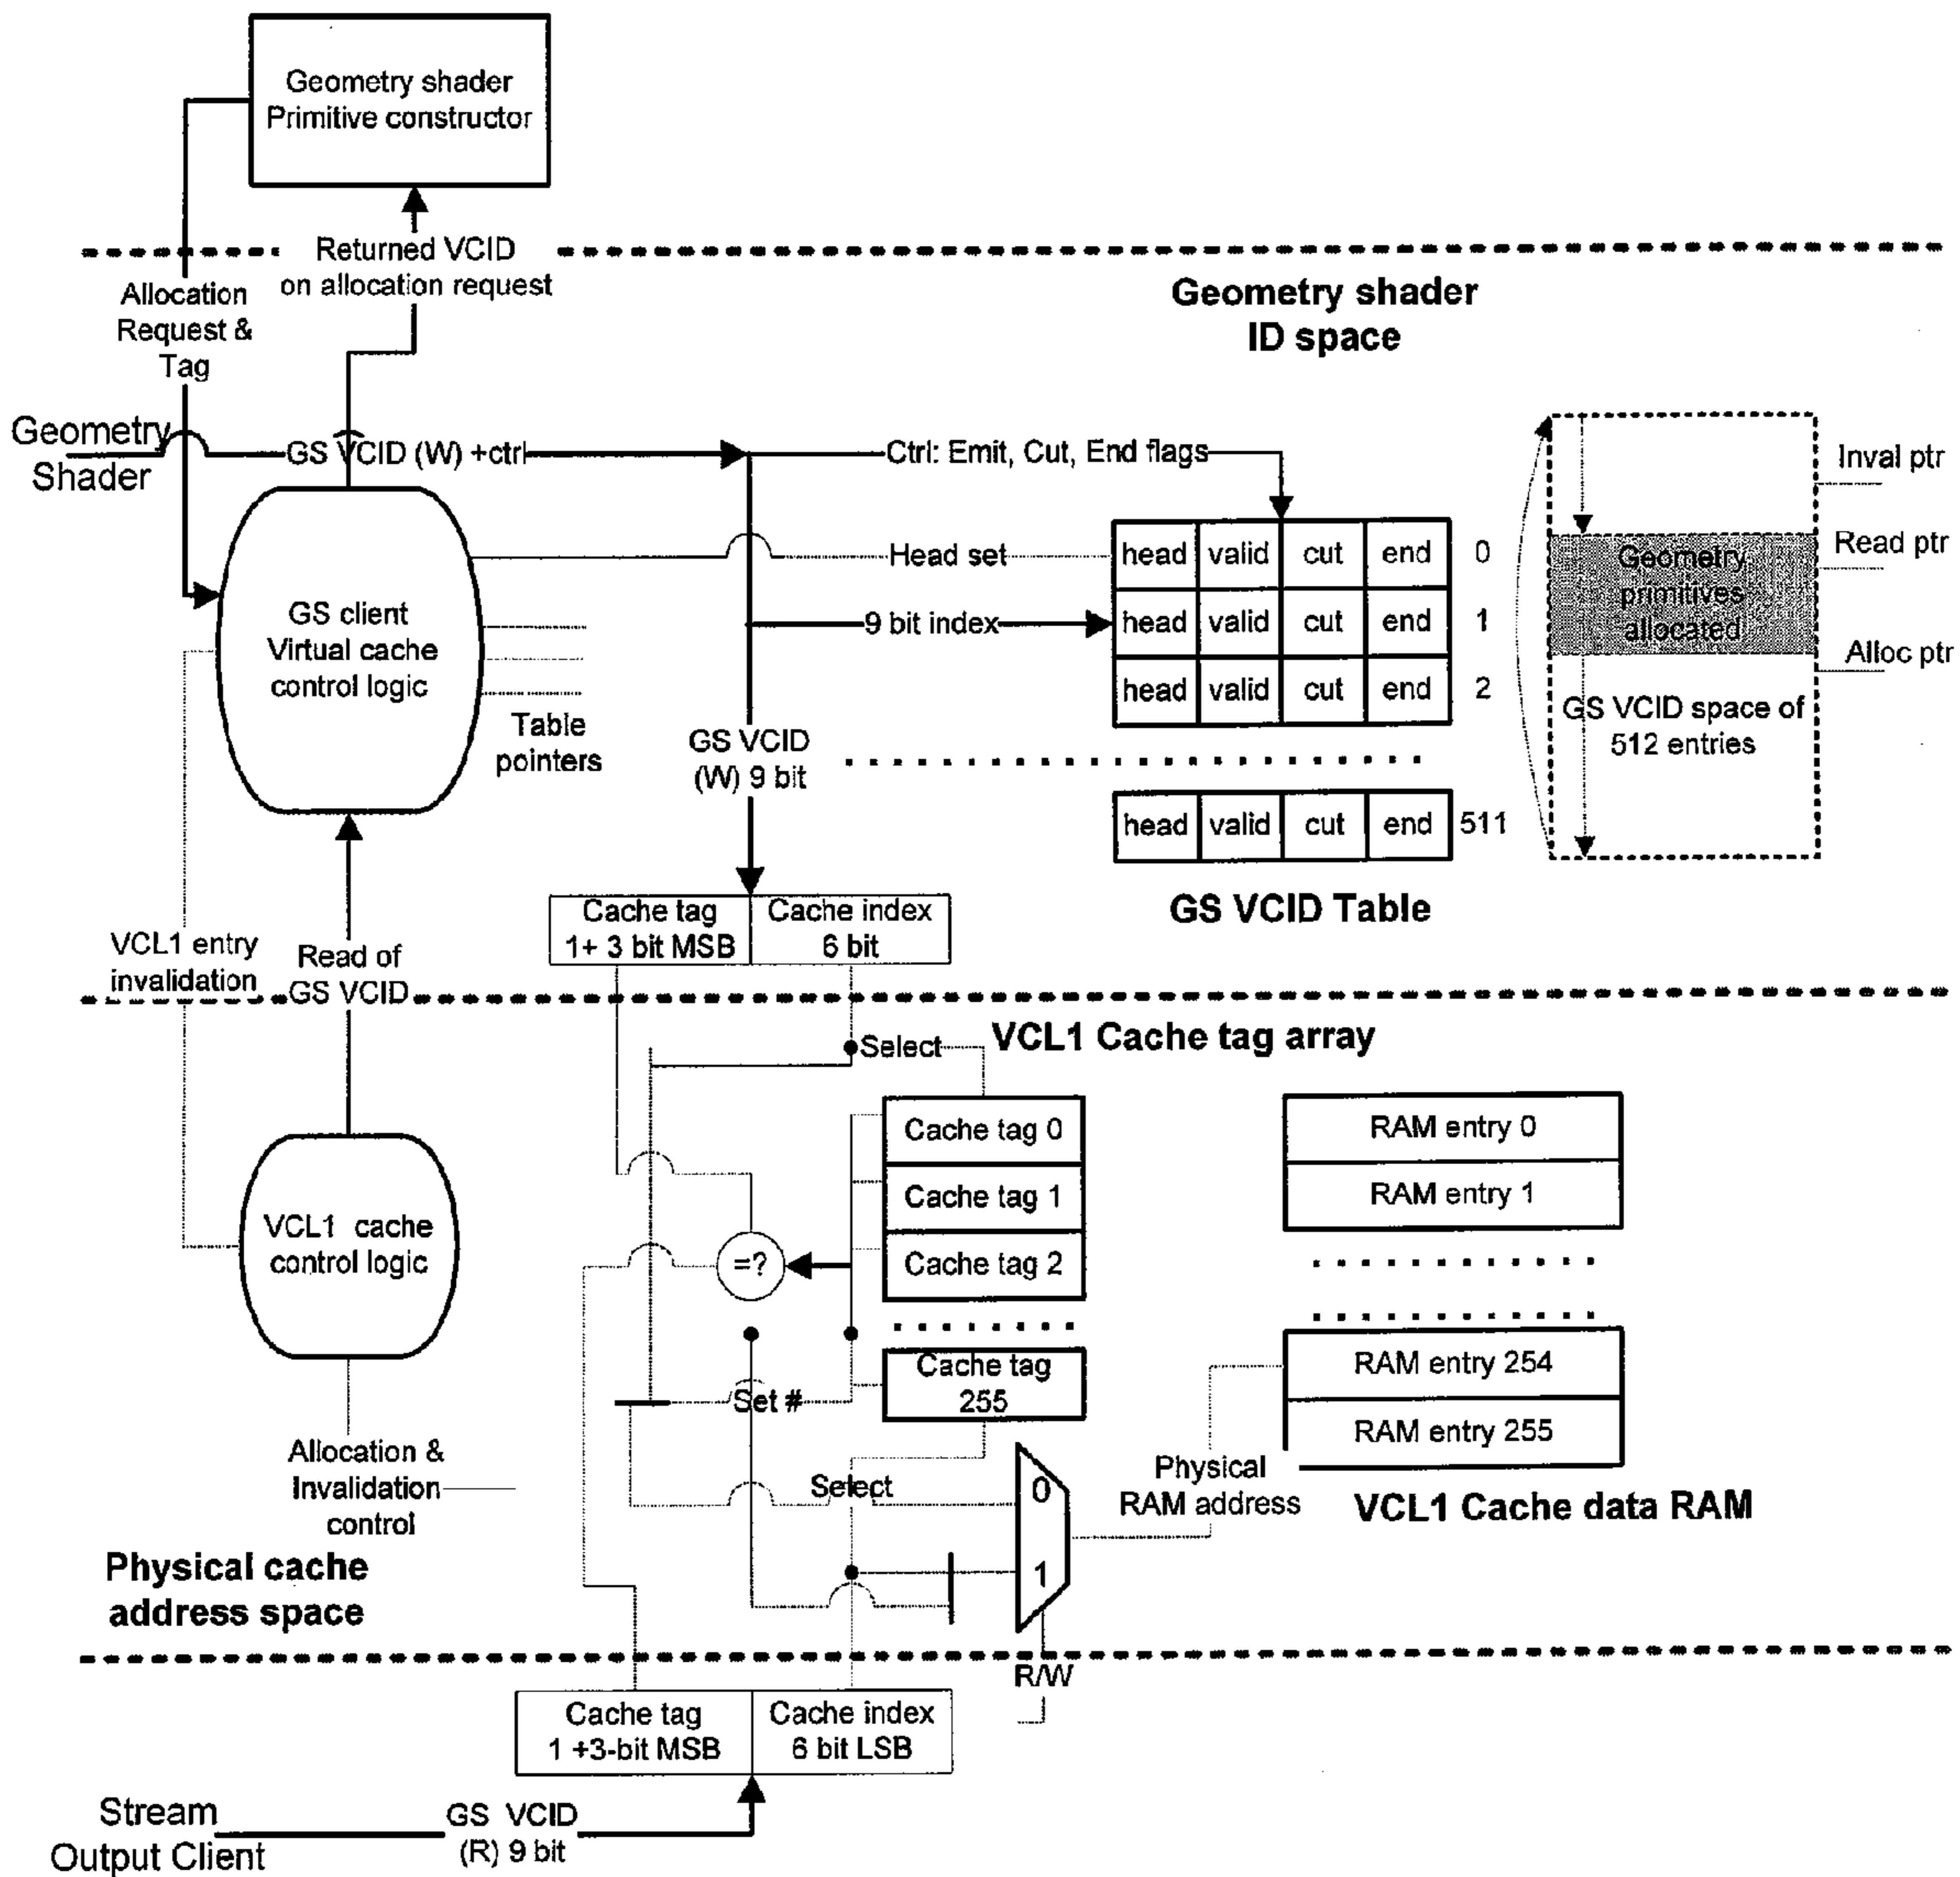 Geometry shader
Primitive constructor
Returned VCID
on allocation request
Allocation
Request &
Tag
Geometry shader
ID space
Geometry
Shader
GS VCID (W) +ctrl
Ctrl: Emit, Cut, End flags
Inval ptr
Read ptr
Alloc ptr
Geometry
primitives
allocated
GS VCID space of
512 entries
Head set
head valid cut end 0
9 bit index
head valid cut end 1
head valid cut end 2
head valid cut end 511
GS VCID Table
GS client
Virtual cache
control logic
Table
pointers
GS VCID
(W) 9 bit
Cache tag
1+ 3 bit MSB
Cache index
6 bit
VCL1 entry
invalidation
Read of
GS VCID
Select
VCL1 Cache tag array
Cache tag 0
Cache tag 1
Cache tag 2
Cache tag
255
=?
Set #
Select
RAM entry 0
RAM entry 1
RAM entry 254
RAM entry 255
VCL1 Cache data RAM
Physical
RAM address
0
1
VCL1 cache
control logic
Allocation &
Invalidation
control
Physical cache
address space
R/W
Cache tag
1 +3-bit MSB
Cache index
6 bit LSB
Stream
Output Client
GS VCID
(R) 9 bit